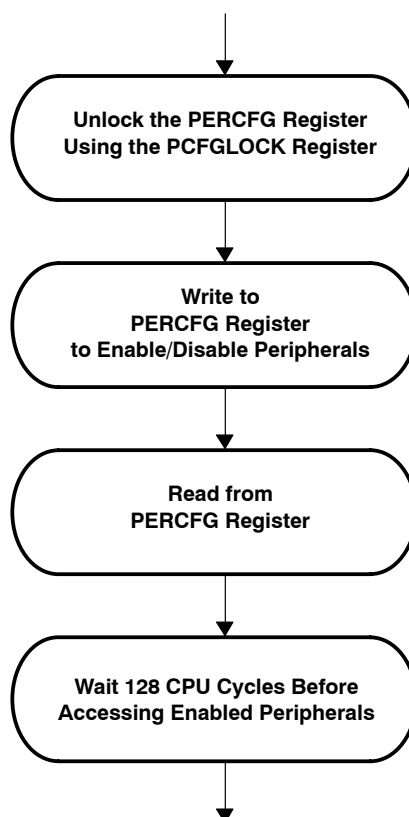 Unlock the PERCFG Register
Using the PCFGLOCK Register
Write to
PERCFG Register
to Enable/Disable Peripherals
Read from
PERCFG Register
Wait 128 CPU Cycles Before
Accessing Enabled Peripherals